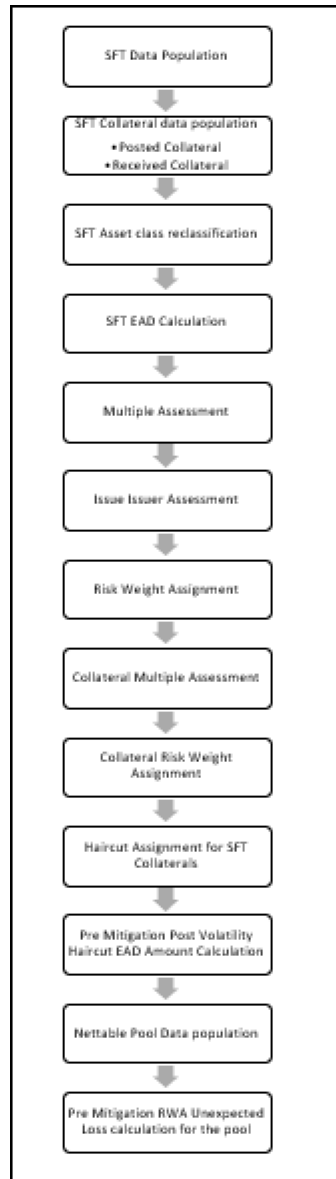 SFT Data Population
SFT Collateral data population
•Posted Collateral
•Received Collateral
SFT Asset class reclassification
SFT EAD Calculation
Multiple Assessment
Issue Issuer Assessment
Risk Weight Assignment
Collateral Multiple Assessment
Collateral Risk Weight
Assignment
Haircut Assignment for SFT
Collaterals
Pre Mitigation Post Volatility
Haircut EAD Amount Calculation
Nettable Pool Data population
Pre Mitigation RWA Unexpected
Loss calculation for the pool